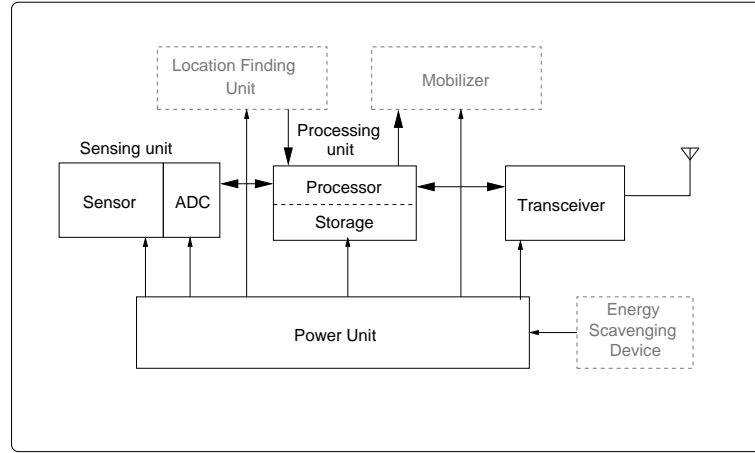 Location Finding
Unit
Mobilizer
Processing
unit
Sensing unit
Sensor
ADC
Processor
Storage
Transceiver
Power Unit
Energy
Scavenging
Device